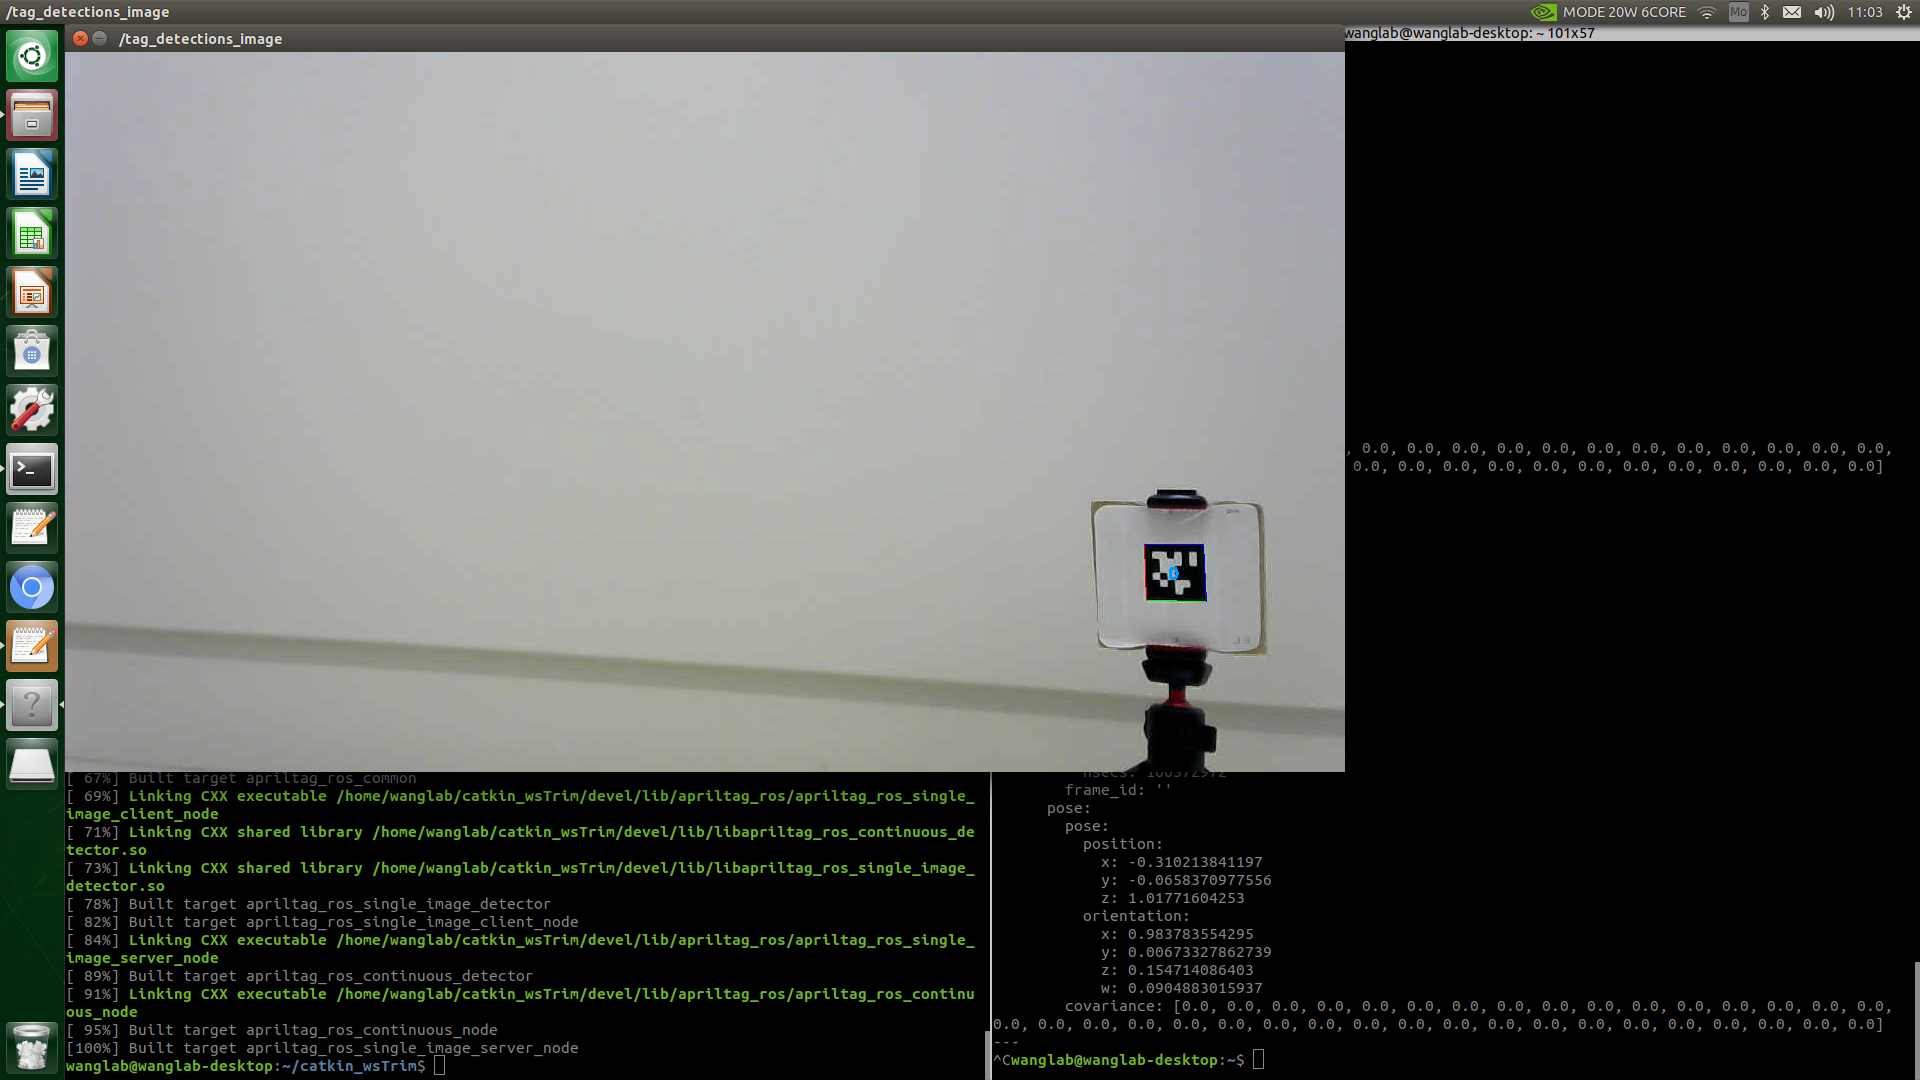 /tag_detections_image
MODE 20W 6CORE
Mo
11:03
/tag_detections_image
wanglab@wanglab-desktop: ~ 101x57
, 0.0, 0.0, 0.0, 0.0, 0.0, 0.0, 0.0, 0.0, 0.0, 0.0, 0.0, 0.0,
0.0, 0.0, 0.0, 0.0, 0.0, 0.0, 0.0, 0.0, 0.0, 0.0, 0.0, 0.0]
[ 67%] Built target apriltag_ros_common
[ 69%] Linking CXX executable /home/wanglab/catkin_wsTrim/devel/lib/apriltag_ros/apriltag_ros_single_
image_client_node
[ 71%] Linking CXX shared library /home/wanglab/catkin_wsTrim/devel/lib/libapriltag_ros_continuous_de
tector.so
[ 73%] Linking CXX shared library /home/wanglab/catkin_wsTrim/devel/lib/libapriltag_ros_single_image_
detector.so
[ 78%] Built target apriltag_ros_single_image_detector
[ 82%] Built target apriltag_ros_single_image_client_node
[ 84%] Linking CXX executable /home/wanglab/catkin_wsTrim/devel/lib/apriltag_ros/apriltag_ros_single_
image_server_node
[ 89%] Built target apriltag_ros_continuous_detector
[ 91%] Linking CXX executable /home/wanglab/catkin_wsTrim/devel/lib/apriltag_ros/apriltag_ros_continu
ous_node
[ 95%] Built target apriltag_ros_continuous_node
[100%] Built target apriltag_ros_single_image_server_node
wanglab@wanglab-desktop:~/catkin_wsTrim$
nsecs: 100372972
frame_id: ''
pose:
pose:
position:
x: -0.310213841197
y: -0.0658370977556
z: 1.01771604253
orientation:
x: 0.983783554295
y: 0.00673327862739
z: 0.154714086403
w: 0.0904883015937
covariance: [0.0, 0.0, 0.0, 0.0, 0.0, 0.0, 0.0, 0.0, 0.0, 0.0, 0.0, 0.0, 0.0, 0.0, 0.0, 0.0,
0.0, 0.0, 0.0, 0.0, 0.0, 0.0, 0.0, 0.0, 0.0, 0.0, 0.0, 0.0, 0.0, 0.0, 0.0, 0.0, 0.0, 0.0, 0.0, 0.0]
---
^Cwanglab@wanglab-desktop:~$